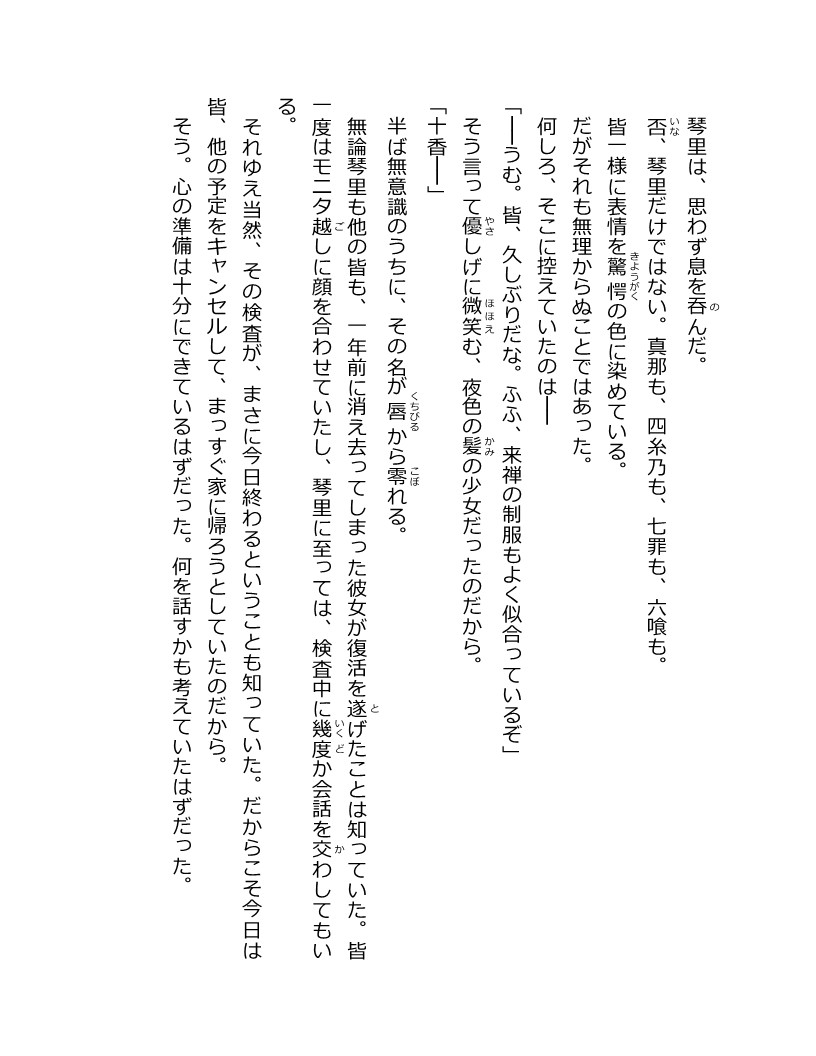 琴里は、思わず息を呑んだ。
否、琴里だけではない。真那も、四糸乃も、七罪も、六喰も。
皆一様に表情を驚愕の色に染めている。
だがそれも無理からぬことではあった。
何しろ、そこに控えていたのは──
「──うむ。皆、久しぶりだな。ふふ、来禅の制服もよく似合っているぞ」
そう言って優しげに微笑む、夜色の髪の少女だったのだから。
「十香──」
半ば無意識のうちに、その名が唇から零れる。
無論琴里も他の皆も、一年前に消え去ってしまった彼女が復活を遂げたことは知っていた。皆
一度はモニタ越しに顔を合わせていたし、琴里に至っては、検査中に幾度か会話を交わしてもい
る。
それゆえ当然、その検査が、まさに今日終わるということも知っていた。だからこそ今日は
皆、他の予定をキャンセルして、まっすぐ家に帰ろうとしていたのだから。
そう。心の準備は十分にできているはずだった。何を話すかも考えていたはずだった。